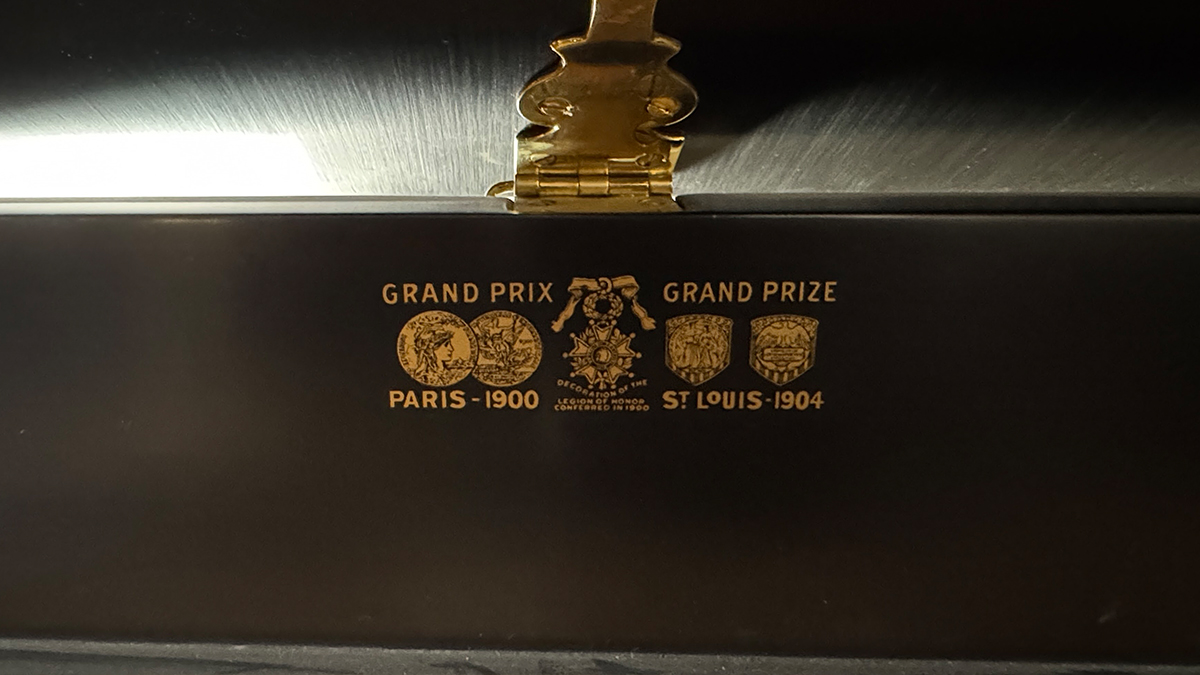 GRAND PRIX
PARIS - 1900
DECORATION OF THE
LEGION OF HONOR
CONFERRED IN 1900
GRAND PRIZE
ST LOUIS - 1904